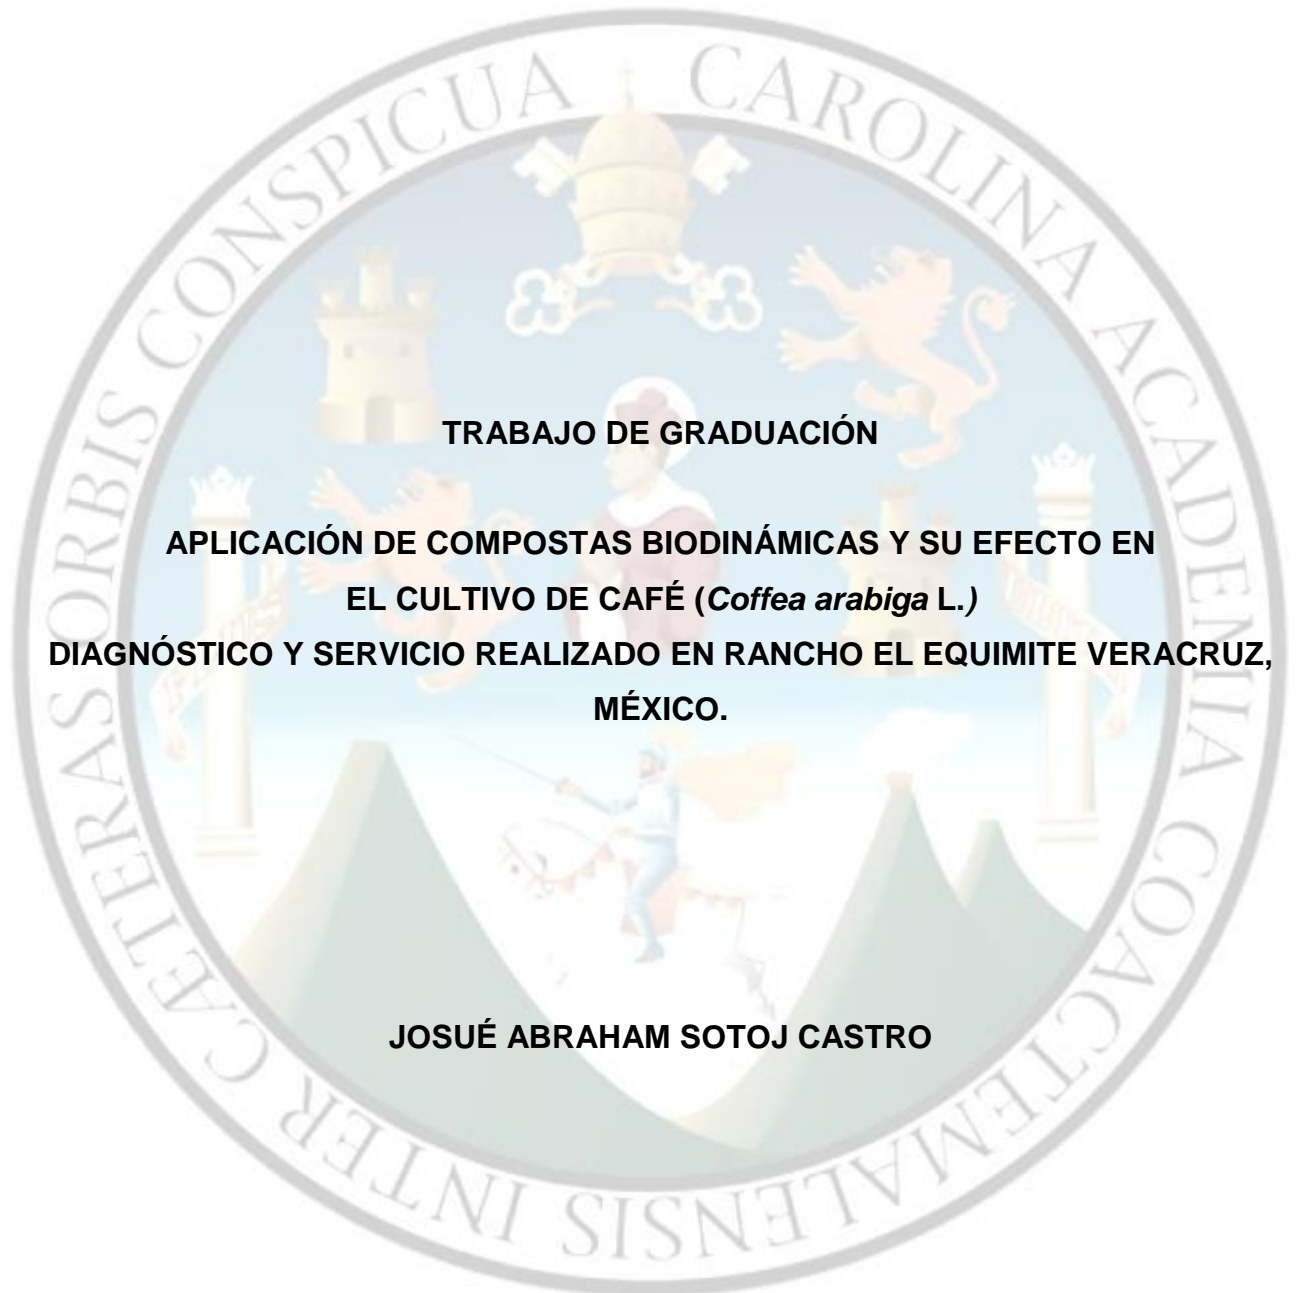 CAROLINA ACADEMIA COACTEMALENSIS INTER CÆTERAS ORBIS CONSPICUA
TRABAJO DE GRADUACIÓN
APLICACIÓN DE COMPOSTAS BIODINÁMICAS Y SU EFECTO EN
EL CULTIVO DE CAFÉ (Coffea arabiga L.)
DIAGNÓSTICO Y SERVICIO REALIZADO EN RANCHO EL EQUIMITE VERACRUZ,
MÉXICO.
JOSUÉ ABRAHAM SOTOJ CASTRO